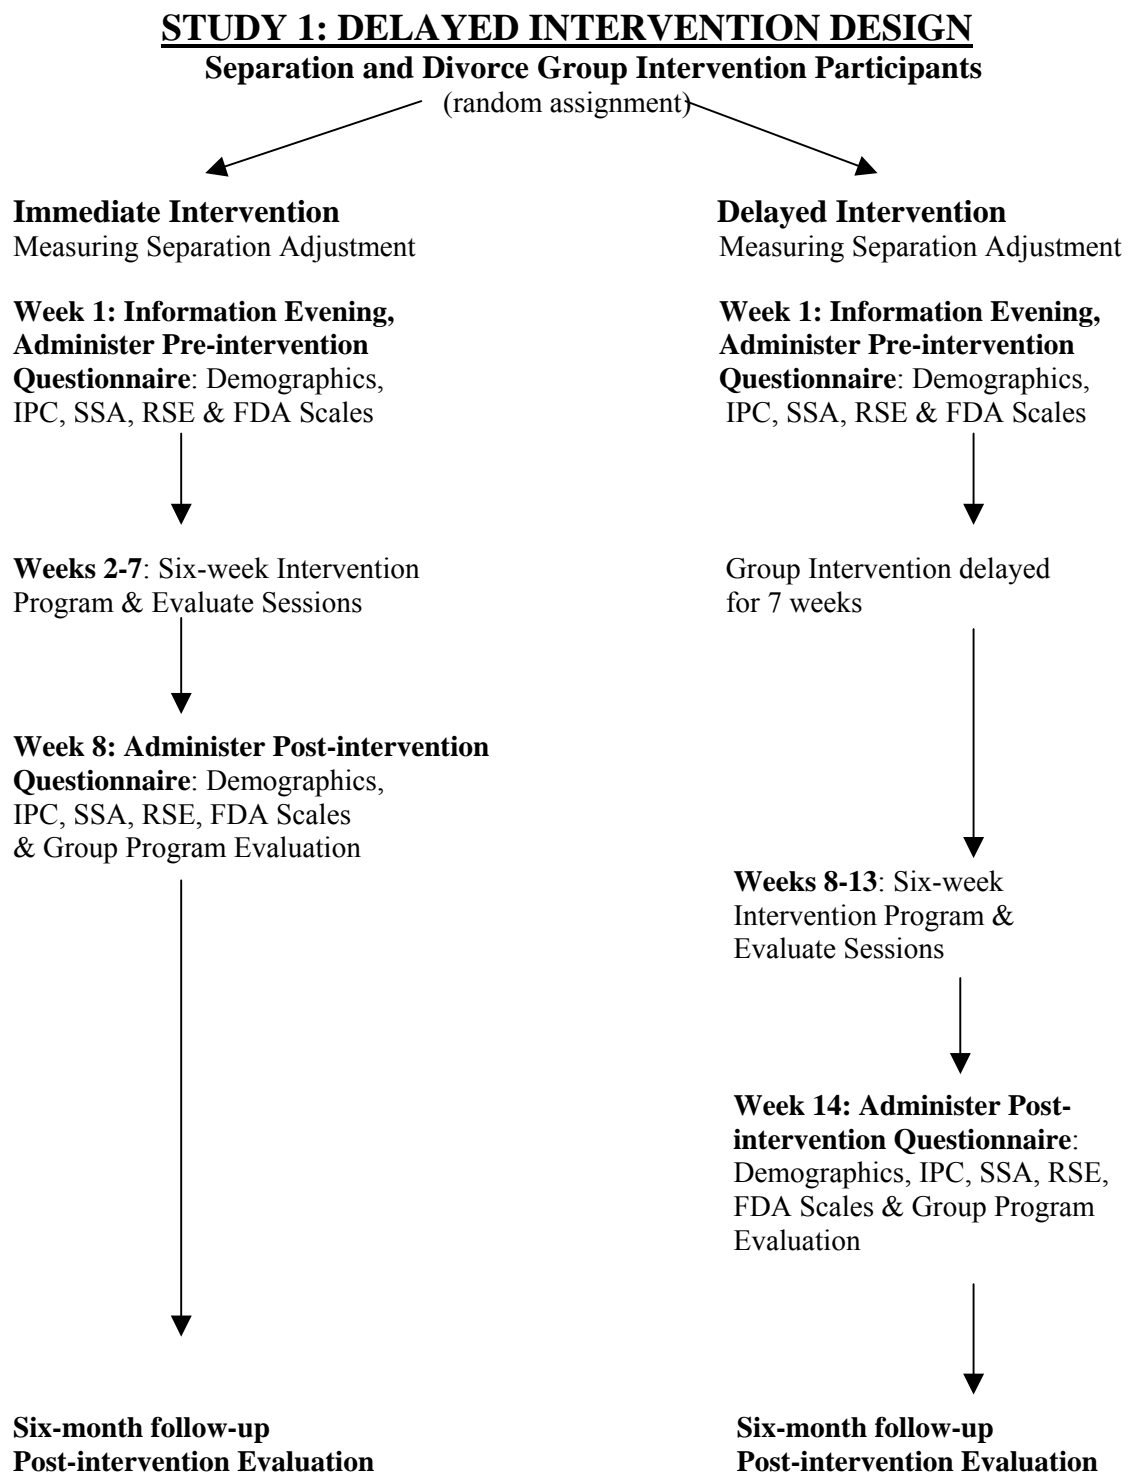 STUDY 1: DELAYED INTERVENTION DESIGN
Separation and Divorce Group Intervention Participants
(random assignment)
Immediate Intervention
Measuring Separation Adjustment
Week 1: Information Evening,
Administer Pre-intervention
Questionnaire: Demographics,
IPC, SSA, RSE & FDA Scales
Weeks 2-7: Six-week Intervention
Program & Evaluate Sessions
Week 8: Administer Post-intervention
Questionnaire: Demographics,
IPC, SSA, RSE, FDA Scales
& Group Program Evaluation
Six-month follow-up
Post-intervention Evaluation
Delayed Intervention
Measuring Separation Adjustment
Week 1: Information Evening,
Administer Pre-intervention
Questionnaire: Demographics,
IPC, SSA, RSE & FDA Scales
Group Intervention delayed
for 7 weeks
Weeks 8-13: Six-week
Intervention Program &
Evaluate Sessions
Week 14: Administer Post-
intervention Questionnaire:
Demographics, IPC, SSA, RSE,
FDA Scales & Group Program
Evaluation
Six-month follow-up
Post-intervention Evaluation